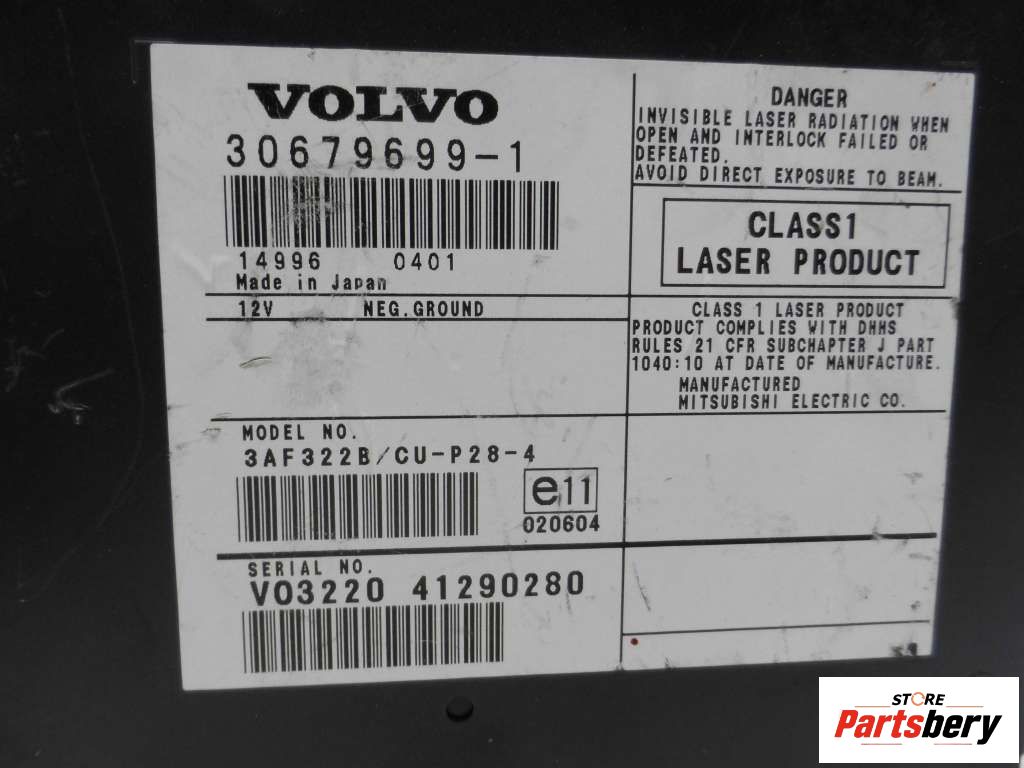 VOLVO
30679699-1
14996 0401
Made in Japan
12V NEG.GROUND
MODEL NO.
3AF322B/CU-P28-4
e11
020604
SERIAL NO.
VO3220 41290280
DANGER
INVISIBLE LASER RADIATION WHEN
OPEN AND INTERLOCK FAILED OR
DEFEATED.
AVOID DIRECT EXPOSURE TO BEAM.
CLASS1
LASER PRODUCT
CLASS 1 LASER PRODUCT
PRODUCT COMPLIES WITH DHHS
RULES 21 CFR SUBCHAPTER J PART
1040:10 AT DATE OF MANUFACTURE.
MANUFACTURED
MITSUBISHI ELECTRIC CO.
STORE
Partsbery